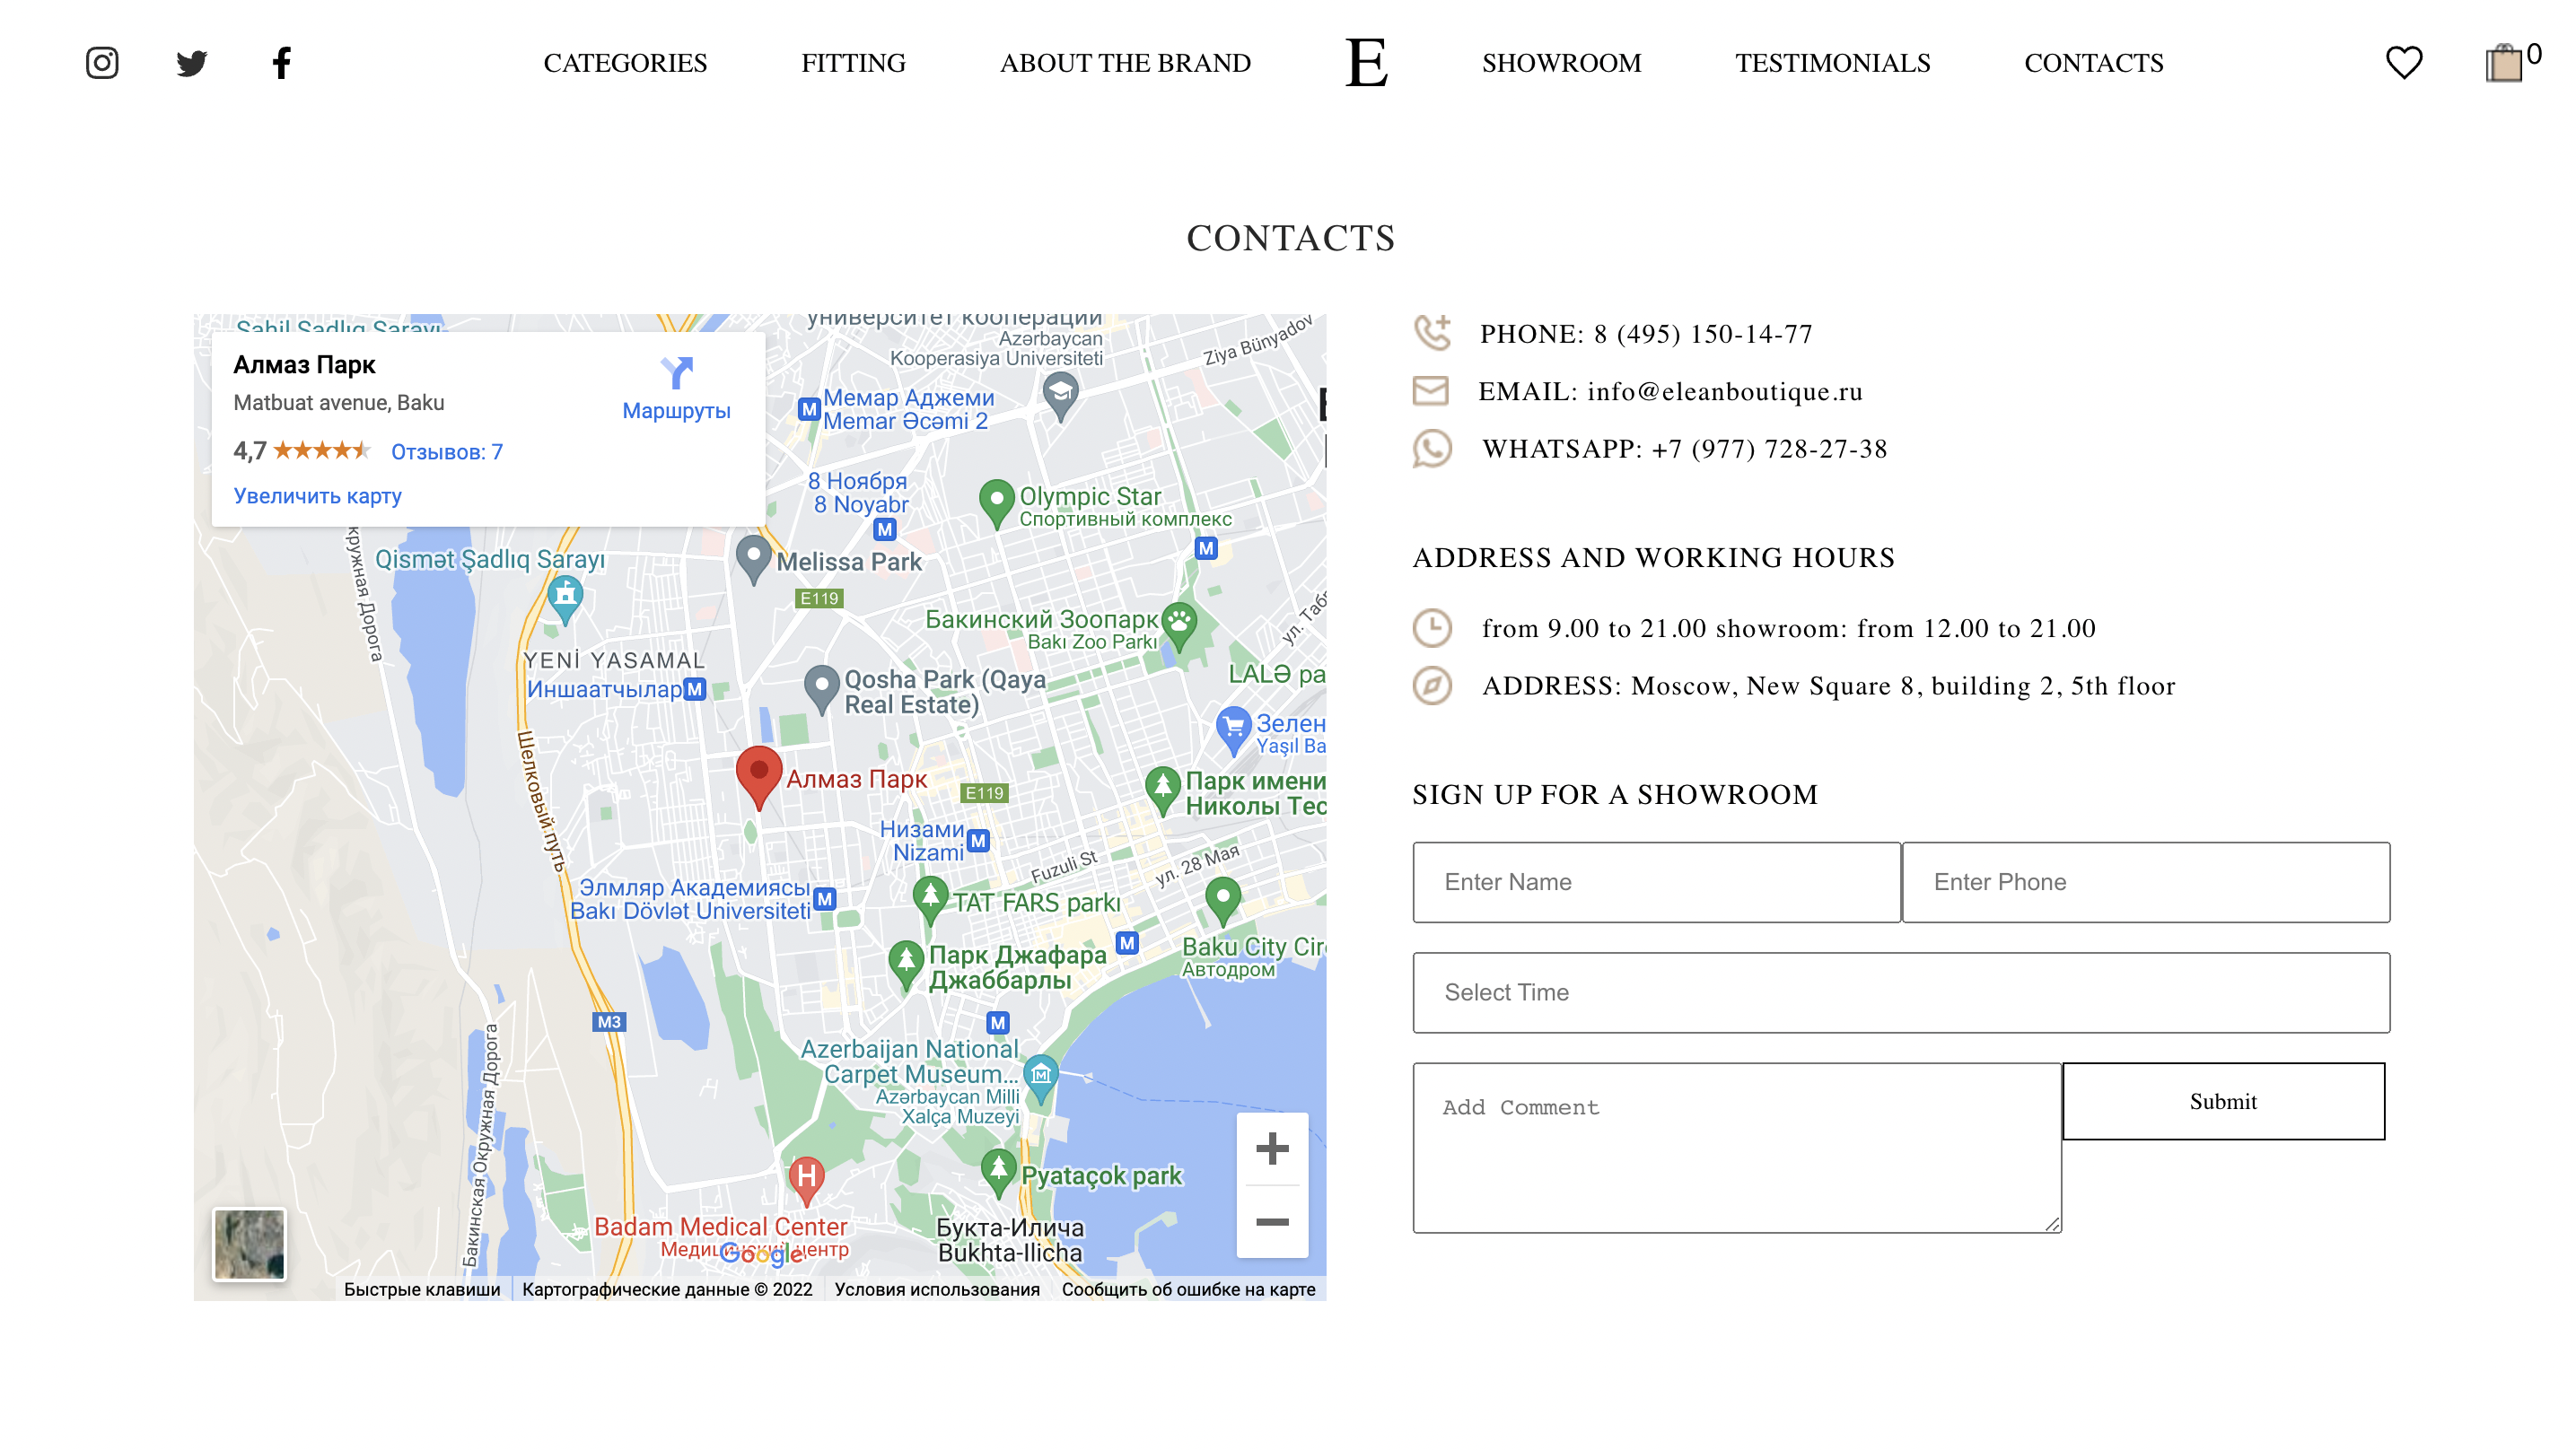 CATEGORIES
FITTING
ABOUT THE BRAND
E
SHOWROOM
TESTIMONIALS
CONTACTS
0
CONTACTS
Sahil Şadlıq Sarayı
Алмаз Парк
Matbuat avenue, Baku
4,7
Отзывов: 7
Маршруты
Увеличить карту
университет кооперации
Azərbaycan
Kooperasiya Universiteti
Ziya Bünyadov
M
Мемар Аджеми
Memar Əcəmi 2
8 Ноября
8 Noyabr
M
Olympic Star
Спортивный комплекс
M
Qismət Şadlıq Sarayı
Melissa Park
E119
Бакинский Зоопарк
Bakı Zoo Parkı
YENİ YASAMAL
Иншаатчылар M
Qosha Park (Qaya
Real Estate)
LALƏ pa
Зелен
Yaşıl Ba
Шелковый путь
Алмаз Парк
E119
Парк имени
Николы Тес
Низами
Nizami
M
Fuzuli St
ул. 28 Мая
Элмляр Академиясы
Bakı Dövlət Universiteti
M
TAT FARS parkı
Парк Джафара
Джаббарлы
M
Baku City Cir
Автодром
M3
M
Azerbaijan National
Carpet Museum...
Azərbaycan Milli
Xalça Muzeyi
Бакинская Окружная Дорога
H
Pyataçok park
Badam Medical Center
Медицинский центр
Google
Букта-Илича
Bukhta-Ilicha
Быстрые клавиши
Картографические данные © 2022
Условия использования
Сообщить об ошибке на карте
PHONE: 8 (495) 150-14-77
EMAIL: info@eleanboutique.ru
WHATSAPP: +7 (977) 728-27-38
ADDRESS AND WORKING HOURS
from 9.00 to 21.00 showroom: from 12.00 to 21.00
ADDRESS: Moscow, New Square 8, building 2, 5th floor
SIGN UP FOR A SHOWROOM
Enter Name
Enter Phone
Select Time
Add Comment
Submit